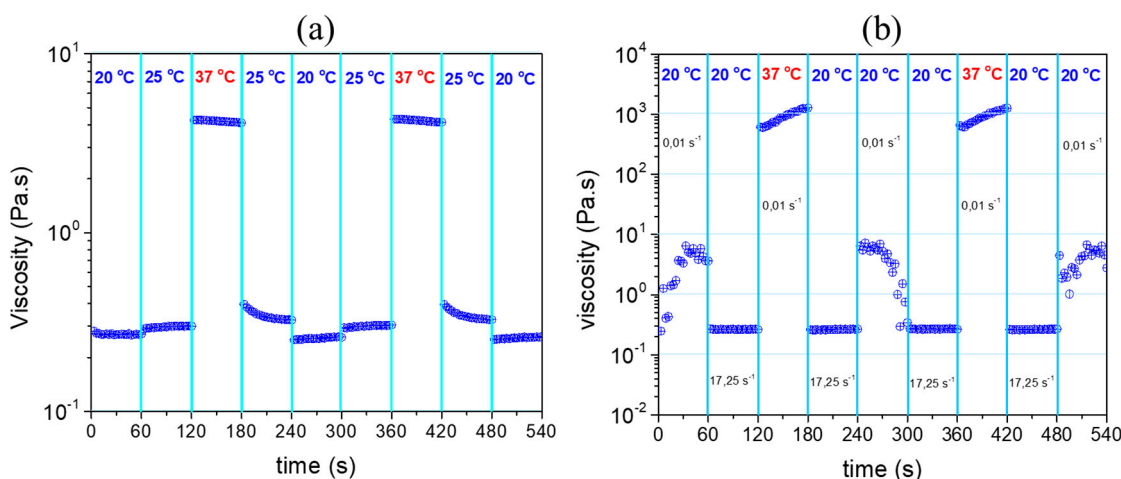 (a)
10¹
20 °C 25 °C 37 °C 25 °C 20 °C 25 °C 37 °C 25 °C 20 °C
Viscosity (Pa.s)
10⁰
10⁻¹
0 60 120 180 240 300 360 420 480 540
time (s)
(b)
10⁴
20 °C 20 °C 37 °C 20 °C 20 °C 20 °C 37 °C 20 °C 20 °C
10³
0,01 s⁻¹ 0,01 s⁻¹ 0,01 s⁻¹
10²
viscosity (Pa.s)
0,01 s⁻¹ 0,01 s⁻¹
10¹
10⁰
10⁻¹
17,25 s⁻¹ 17,25 s⁻¹ 17,25 s⁻¹ 17,25 s⁻¹
10⁻²
0 60 120 180 240 300 360 420 480 540
time (s)